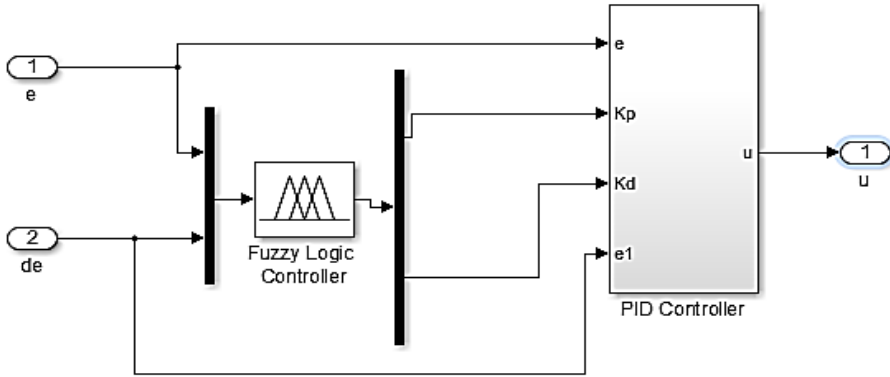 e
1
e
Kp
u
1
u
Kd
2
de
Fuzzy Logic
Controller
e1
PID Controller